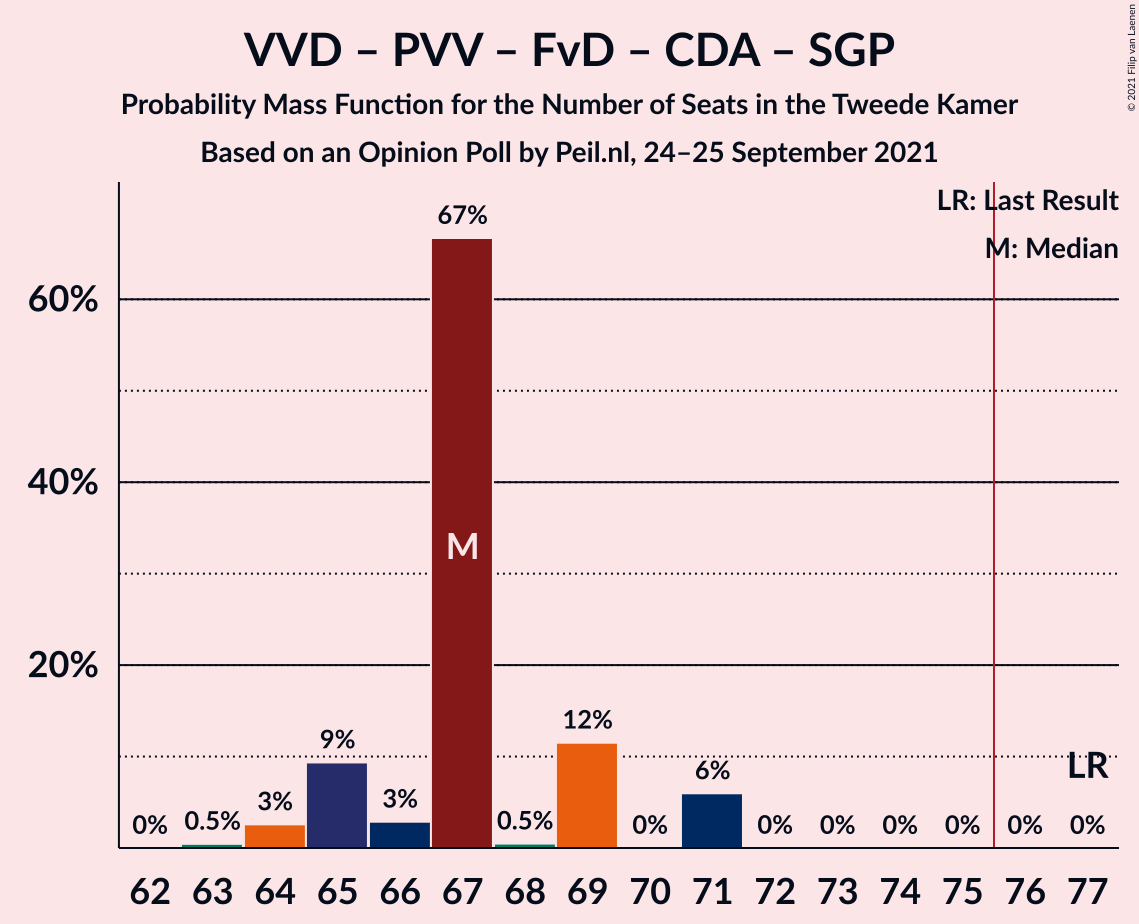 VVD – PVV – FvD – CDA – SGP
Probability Mass Function for the Number of Seats in the Tweede Kamer
Based on an Opinion Poll by Peil.nl, 24–25 September 2021
© 2021 Filip van Laenen
LR: Last Result
M: Median
60%
40%
20%
0%
0.5%
3%
9%
3%
67%
M
0.5%
12%
0%
6%
0%
0%
0%
0%
0%
0%
LR
62 63 64 65 66 67 68 69 70 71 72 73 74 75 76 77